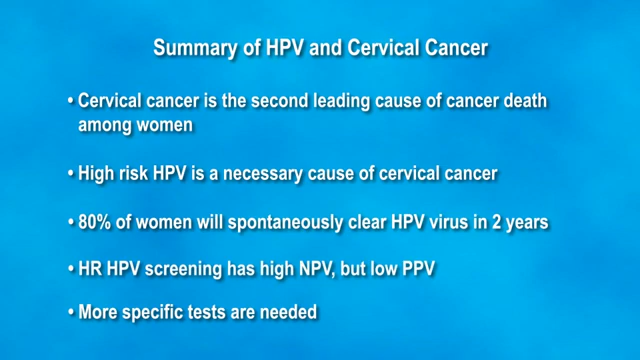 Summary of HPV and Cervical Cancer
• Cervical cancer is the second leading cause of cancer death
among women
• High risk HPV is a necessary cause of cervical cancer
• 80% of women will spontaneously clear HPV virus in 2 years
• HR HPV screening has high NPV, but low PPV
• More specific tests are needed